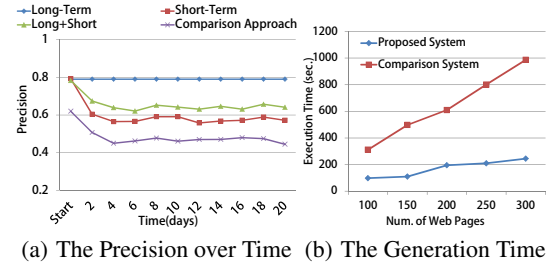 Long-Term Short-Term
Long+Short Comparison Approach
Precision
1
0.8
0.6
0.4
0.2
Start 2 4 6 8 10 12 14 16 18 20
Time(days)
(a) The Precision over Time
Proposed System
Comparison System
Execution Time (sec.)
1200
1000
800
600
400
200
0
100 150 200 250 300
Num. of Web Pages
(b) The Generation Time